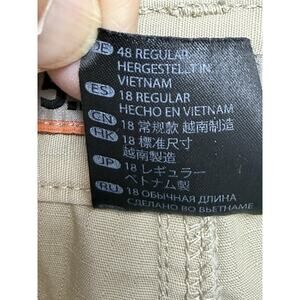 DE 48 REGULAR
HERGESTELLT IN
VIETNAM
ES 18 REGULAR
HECHO EN VIETNAM
CN 18 常规款 越南制造
HK 18 標准尺寸
越南製造
JP 18 レギュラー
ベトナム製
RU 18 ОБЫЧНАЯ ДЛИНА
СДЕЛАНО ВО ВЬЕТНАМЕ